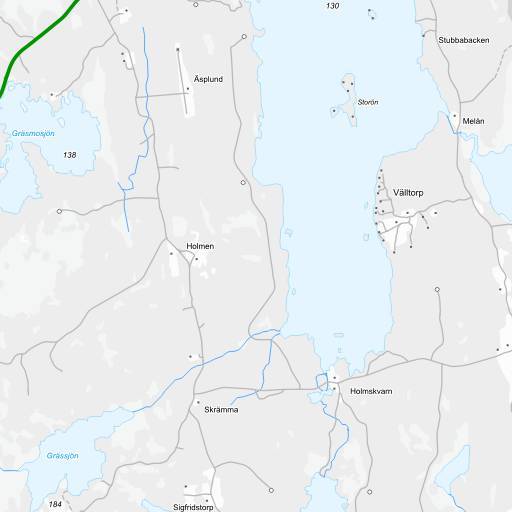 130
Stubbabacken
Äsplund
Storön
Melån
Gräsmosjön
138
Välltorp
Holmen
Holmskvarn
Skrämma
Grässjön
184
Sigfridstorp